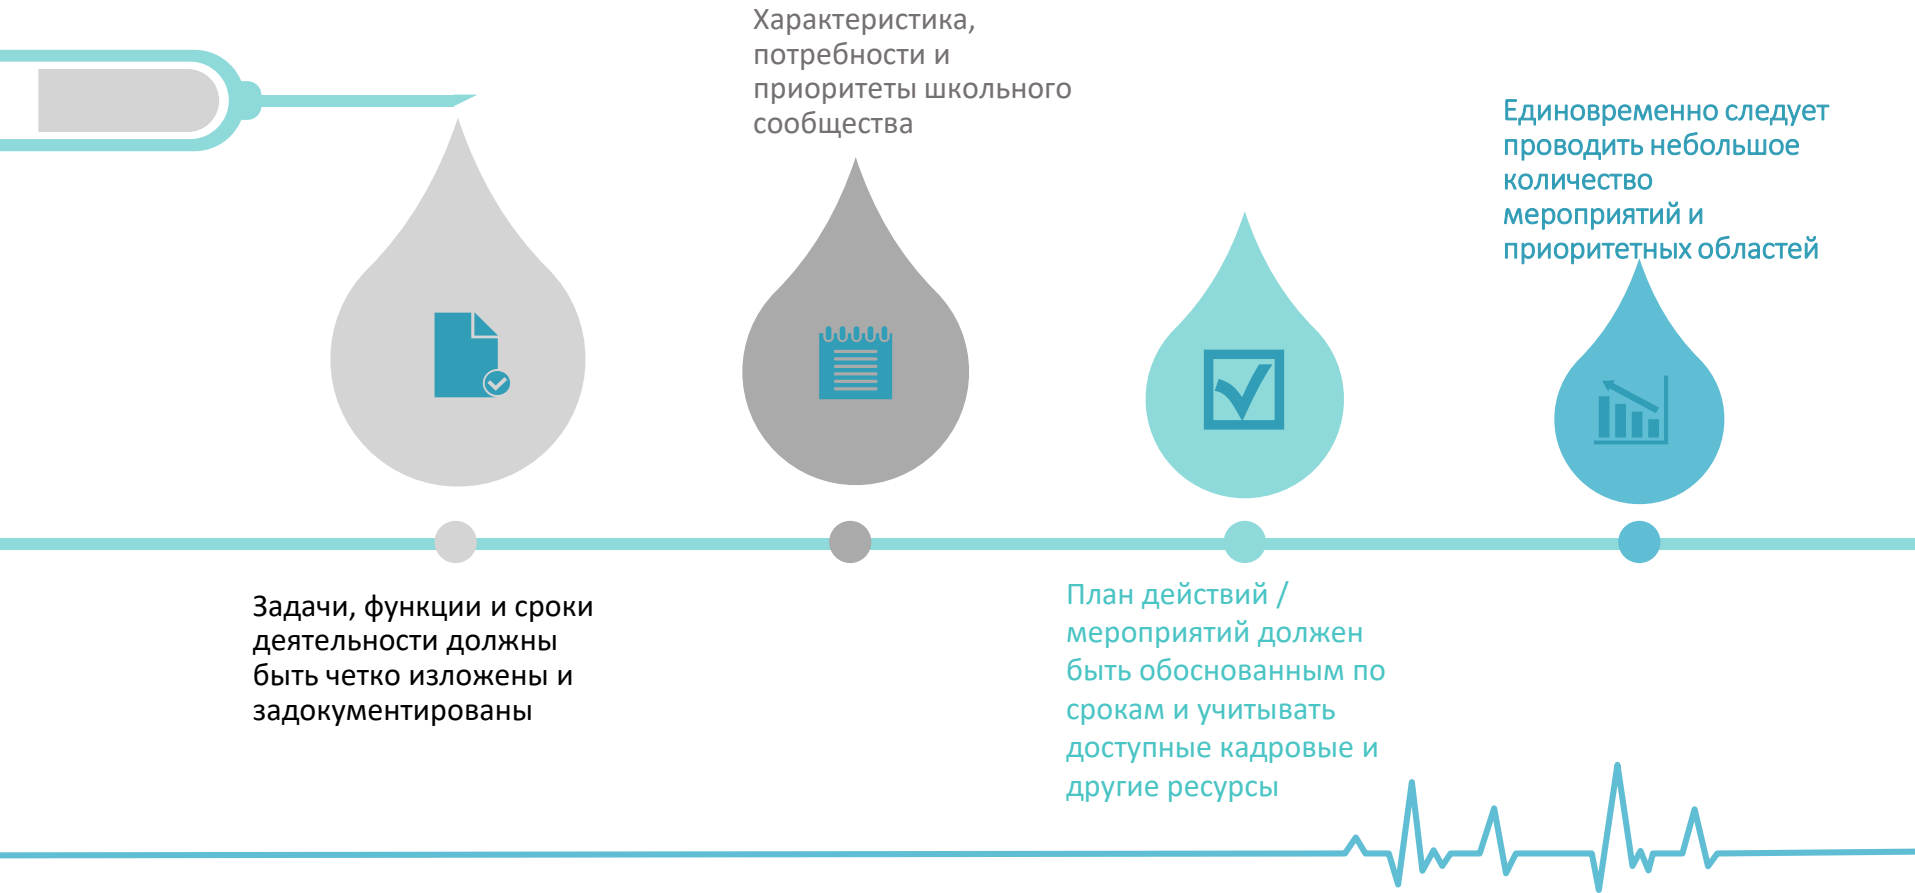 Характеристика,
потребности и
приоритеты школьного
сообщества
Единовременно следует
проводить небольшое
количество
мероприятий и
приоритетных областей
Задачи, функции и сроки
деятельности должны
быть четко изложены и
задокументированы
План действий /
мероприятий должен
быть обоснованным по
срокам и учитывать
доступные кадровые и
другие ресурсы